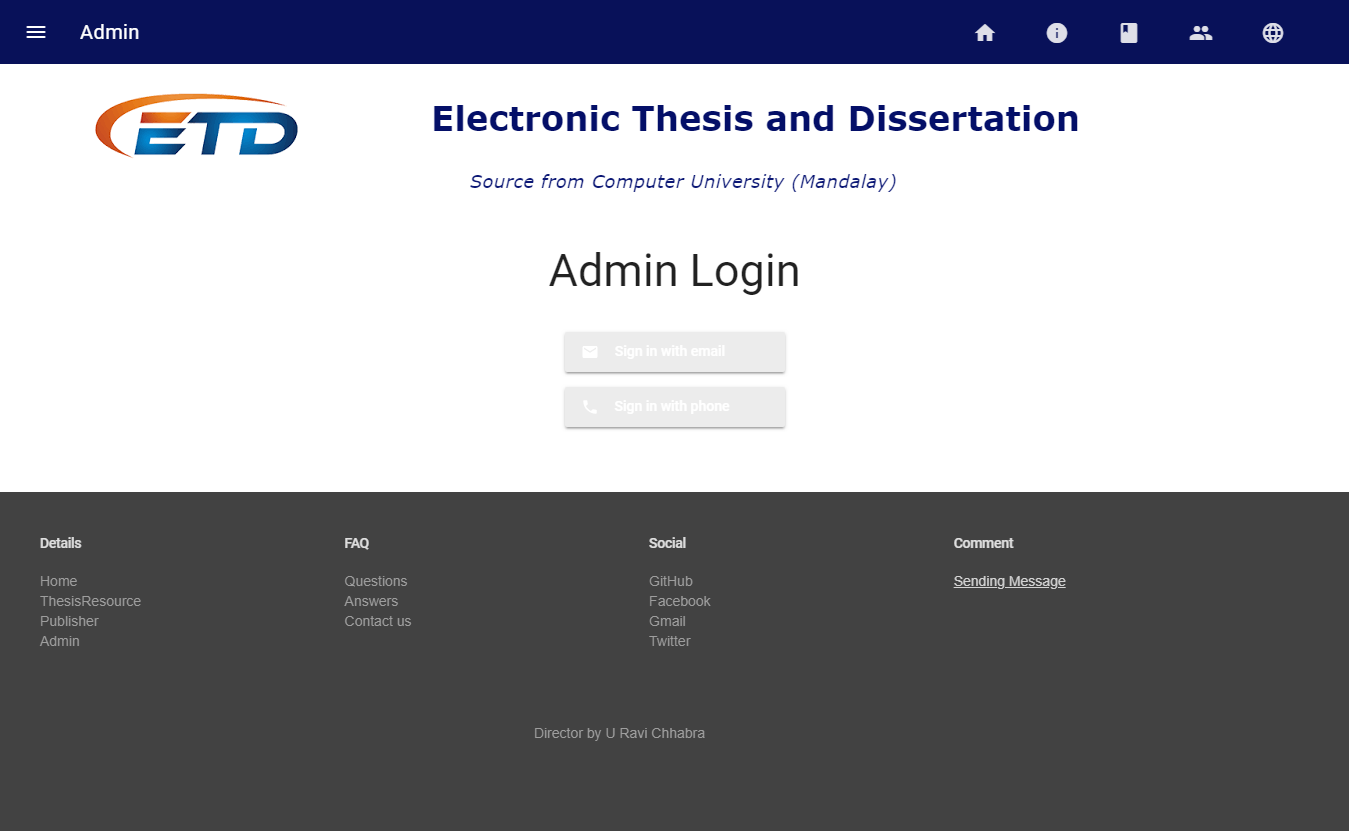 Admin
ETD
Electronic Thesis and Dissertation
Source from Computer University (Mandalay)
Admin Login
Sign in with email
Sign in with phone
Details
Home
ThesisResource
Publisher
Admin
FAQ
Questions
Answers
Contact us
Social
GitHub
Facebook
Gmail
Twitter
Comment
Sending Message
Director by U Ravi Chhabra